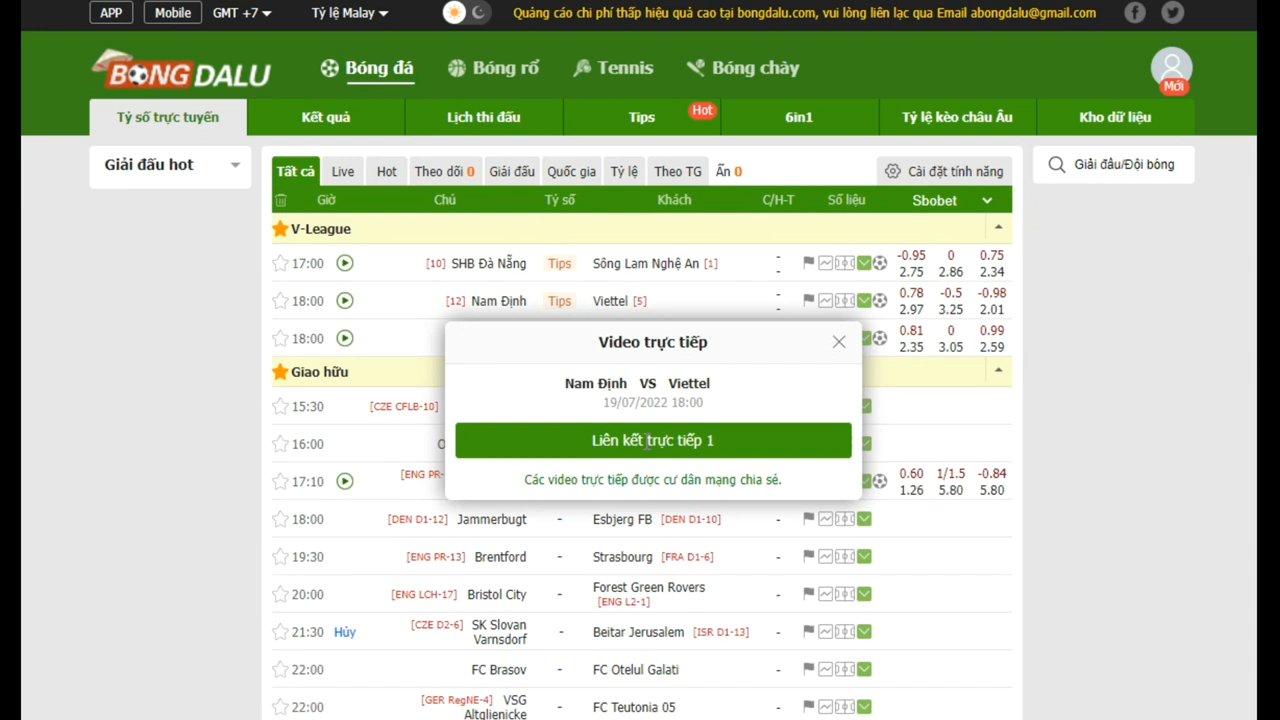 APP Mobile GMT +7 Tỷ lệ Malay Quảng cáo chi phí thấp hiệu quả cao tại bongdalu.com, vui lòng liên lạc qua Email abongdalu@gmail.com
BONGDALU Bóng đá Bóng rổ Tennis Bóng chày
Mới
Tỷ số trực tuyến Kết quả Lịch thi đấu Tips Hot 6in1 Tỷ lệ kèo châu Âu Kho dữ liệu
Giải đấu hot
Tất cả Live Hot Theo dõi 0 Giải đấu Quốc gia Tỷ lệ Theo TG Ẩn 0 Cài đặt tính năng
Giải đấu/Đội bóng
Giờ Chủ Tỷ số Khách C/H-T Số liệu Sbobet
V-League
17:00 [10] SHB Đà Nẵng Tips Sông Lam Nghệ An [1] - -0.95 0 0.75
- 2.75 2.86 2.34
18:00 [12] Nam Định Tips Viettel [5] - 0.78 -0.5 -0.98
- 2.97 3.25 2.01
18:00 0.81 0 0.99
2.35 3.05 2.59
Video trực tiếp
Nam Định VS Viettel
19/07/2022 18:00
Liên kết trực tiếp 1
Các video trực tiếp được cư dân mạng chia sẻ.
Giao hữu
15:30 [CZE CFLB-10]
16:00
17:10 [ENG PR- 0.60 1/1.5 -0.84
1.26 5.80 5.80
18:00 [DEN D1-12] Jammerbugt - Esbjerg FB [DEN D1-10] -
19:30 [ENG PR-13] Brentford - Strasbourg [FRA D1-6] -
20:00 [ENG LCH-17] Bristol City - Forest Green Rovers -
[ENG L2-1]
21:30 Hủy [CZE D2-6] SK Slovan - Beitar Jerusalem [ISR D1-13] -
Varnsdorf
22:00 FC Brasov - FC Otelul Galati -
22:00 [GER RegNE-4] VSG - FC Teutonia 05 -
Altglienicke